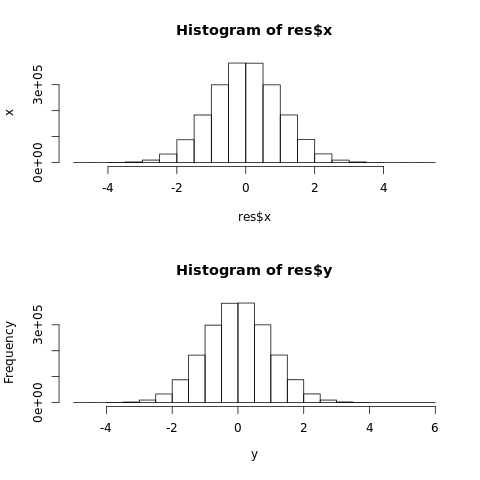 Histogram of res$x
x
3e+05
0e+00
-4 -2 0 2 4
res$x
Histogram of res$y
Frequency
3e+05
0e+00
-4 -2 0 2 4 6
y